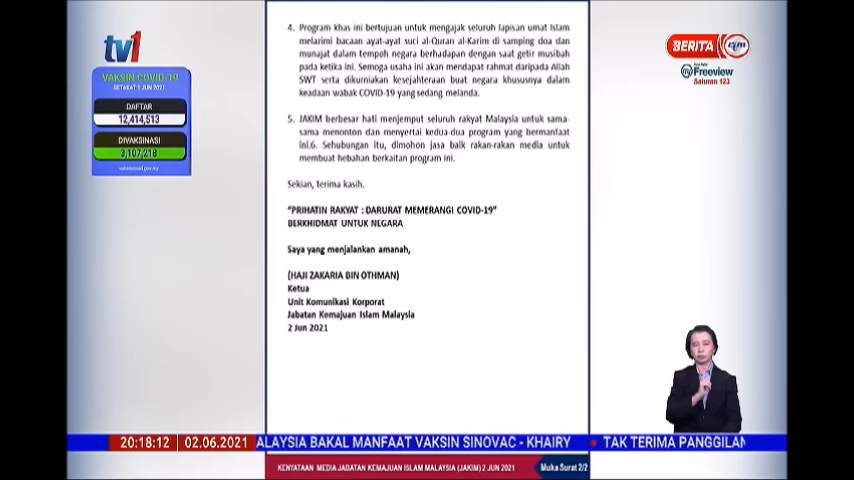 tv1
VAKSIN COVID-19
SETAKAT 1 JUN 2021
DAFTAR
12,414,513
DIVAKSINASI
3,107,218
vaksincovid.gov.my
4. Program khas ini bertujuan untuk mengajak seluruh lapisan umat Islam
melazimi bacaan ayat-ayat suci al-Quran al-Karim di samping doa dan
munajat dalam tempoh negara berhadapan dengan saat getir musibah
pada ketika ini. Semoga usaha ini akan mendapat rahmat daripada Allah
SWT serta dikurniakan kesejahteraan buat negara khususnya dalam
keadaan wabak COVID-19 yang sedang melanda.
5. JAKIM berbesar hati menjemput seluruh rakyat Malaysia untuk sama-
sama menonton dan menyertai kedua-dua program yang bermanfaat
ini.6. Sehubungan itu, dimohon jasa baik rakan-rakan media untuk
membuat hebahan berkaitan program ini.
Sekian, terima kasih.
"PRIHATIN RAKYAT : DARURAT MEMERANGI COVID-19"
BERKHIDMAT UNTUK NEGARA
Saya yang menjalankan amanah,
(HAJI ZAKARIA BIN OTHMAN)
Ketua
Unit Komunikasi Korporat
Jabatan Kemajuan Islam Malaysia
2 Jun 2021
BERITA rtm
my Freeview
Saluran 123
20:18:12 02.06.2021 ALAYSIA BAKAL MANFAAT VAKSIN SINOVAC - KHAIRY TAK TERIMA PANGGILAN
KENYATAAN MEDIA JABATAN KEMAJUAN ISLAM MALAYSIA (JAKIM) 2 JUN 2021 Muka Surat 2/2